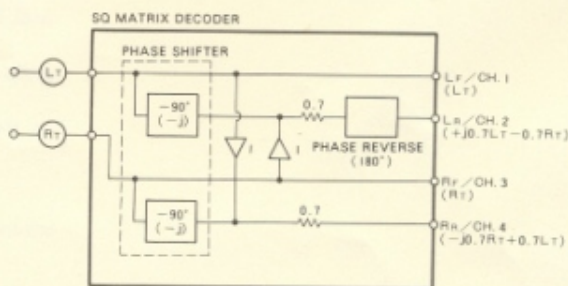 SQ MATRIX DECODER
PHASE SHIFTER
LT
LF/CH.1
(LT)
-90°
(-j)
0.7
LR/CH.2
(+j0.7LT-0.7RT)
PHASE REVERSE
(180°)
RT
1
1
RF/CH.3
(RT)
-90°
(-j)
0.7
RR/CH.4
(-j0.7RT+0.7LT)